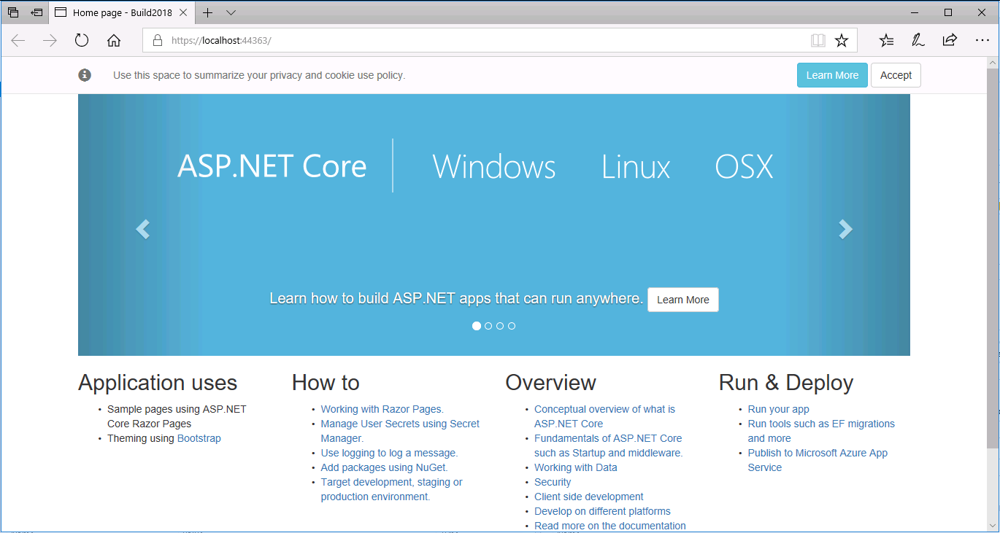 Home page - Build2018
https://localhost:44363/
Use this space to summarize your privacy and cookie use policy.
Learn More
Accept
ASP.NET Core
Windows
Linux
OSX
Learn how to build ASP.NET apps that can run anywhere.
Learn More
Application uses
Sample pages using ASP.NET
Core Razor Pages
Theming using Bootstrap
How to
Working with Razor Pages.
Manage User Secrets using Secret
Manager.
Use logging to log a message.
Add packages using NuGet.
Target development, staging or
production environment.
Overview
Conceptual overview of what is
ASP.NET Core
Fundamentals of ASP.NET Core
such as Startup and middleware.
Working with Data
Security
Client side development
Develop on different platforms
Read more on the documentation
Run & Deploy
Run your app
Run tools such as EF migrations
and more
Publish to Microsoft Azure App
Service